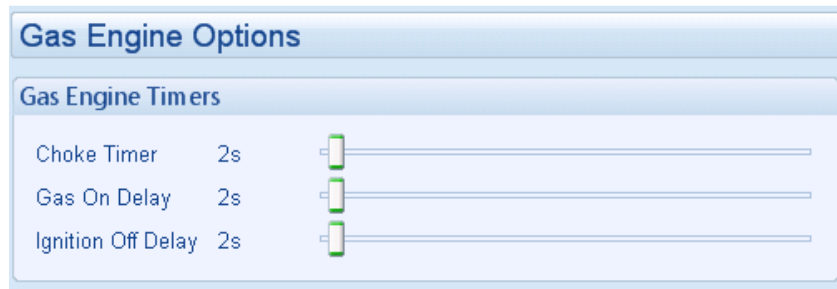 Gas Engine Options
Gas Engine Timers
Choke Timer 2s
Gas On Delay 2s
Ignition Off Delay 2s